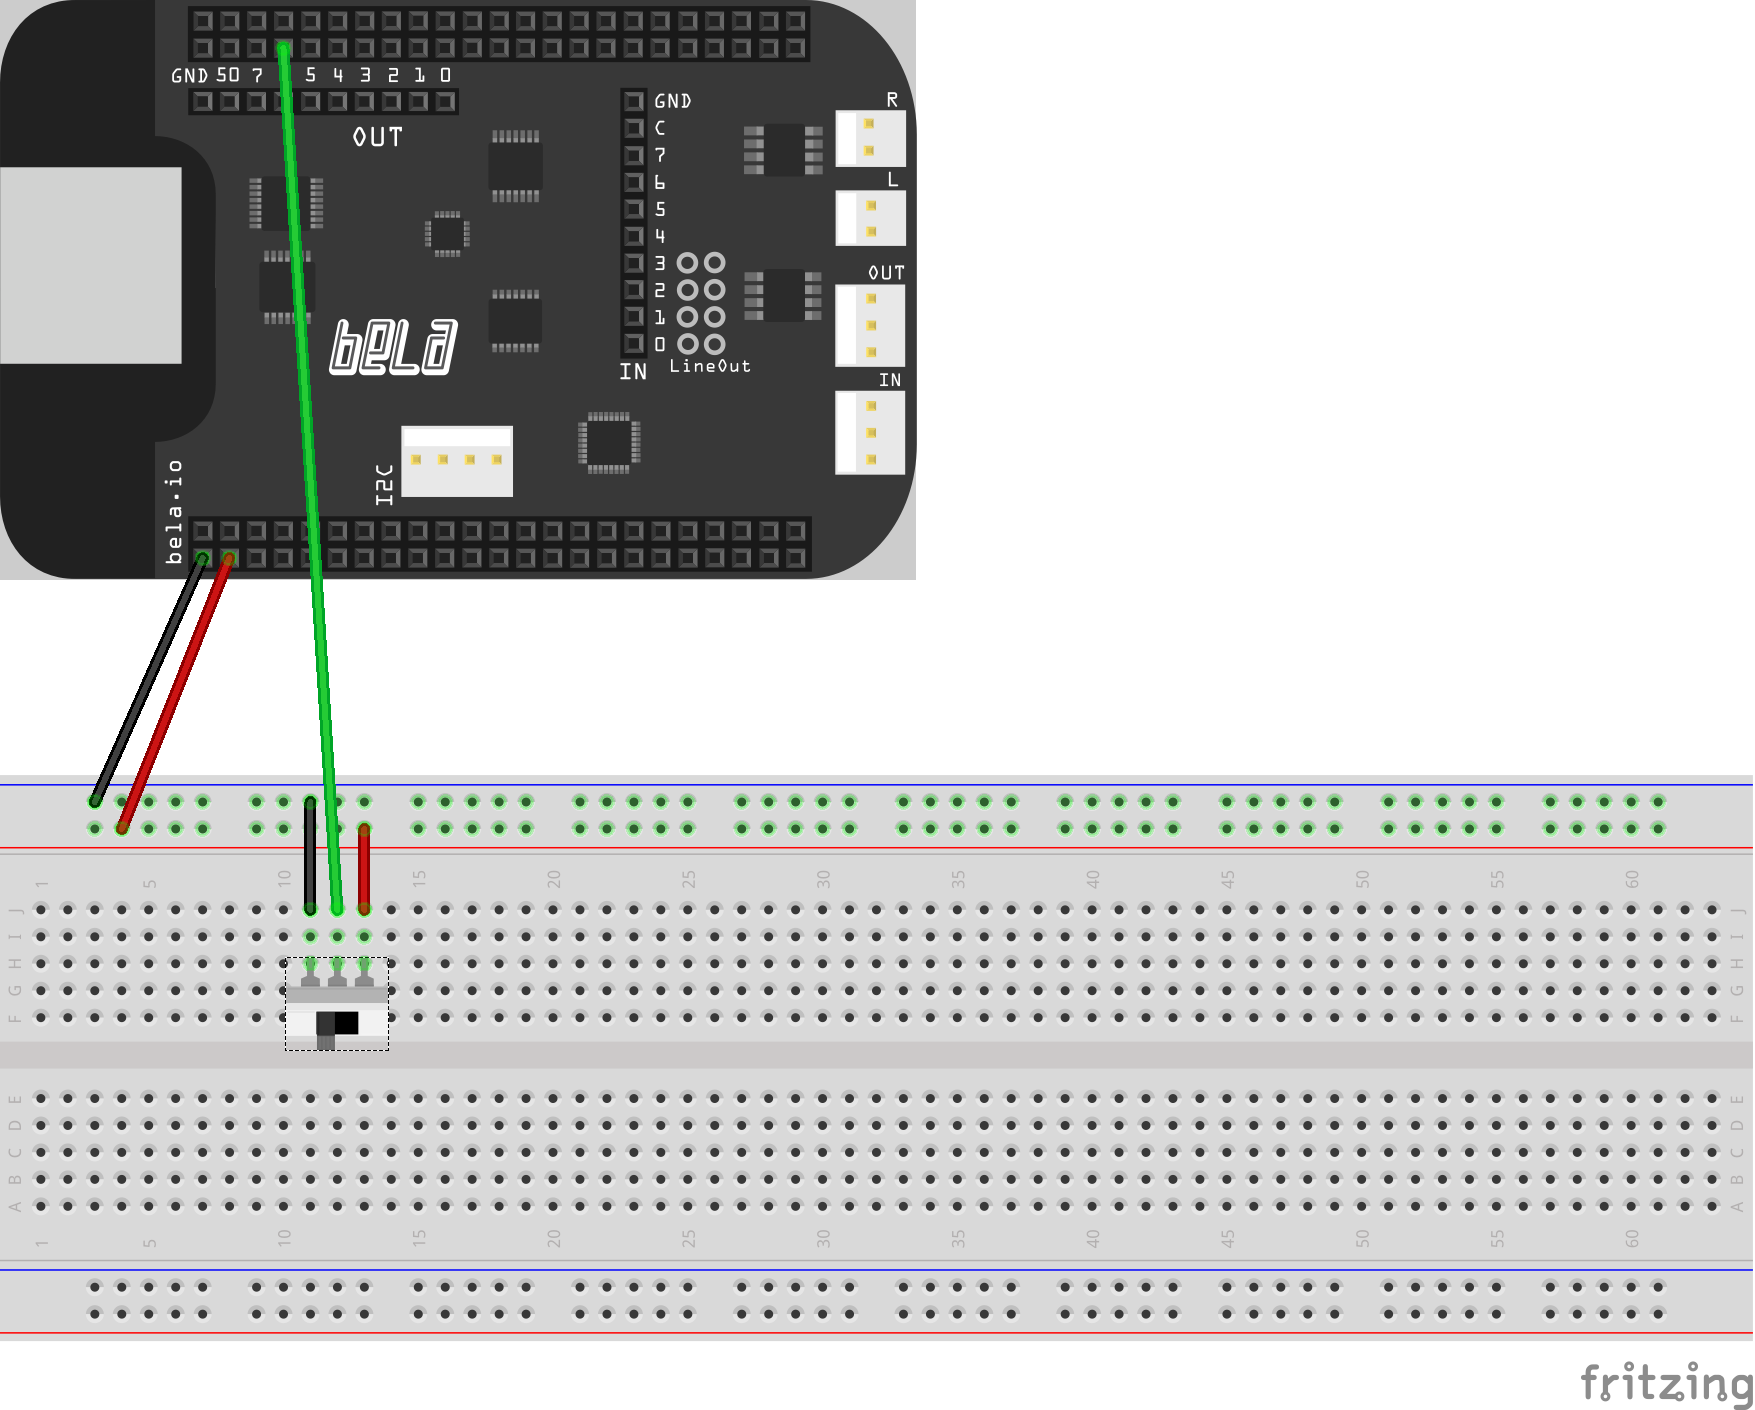 GND 50 7 5 4 3 2 1 0
OUT
GND
C
7
6
5
4
3
2
1
0
IN
LineOut
R
L
OUT
IN
bela
I2C
bela.io
1 5 10 15 20 25 30 35 40 45 50 55 60
J J
I I
H H
G G
F F
E E
D D
C C
B B
A A
1 5 10 15 20 25 30 35 40 45 50 55 60
fritzing